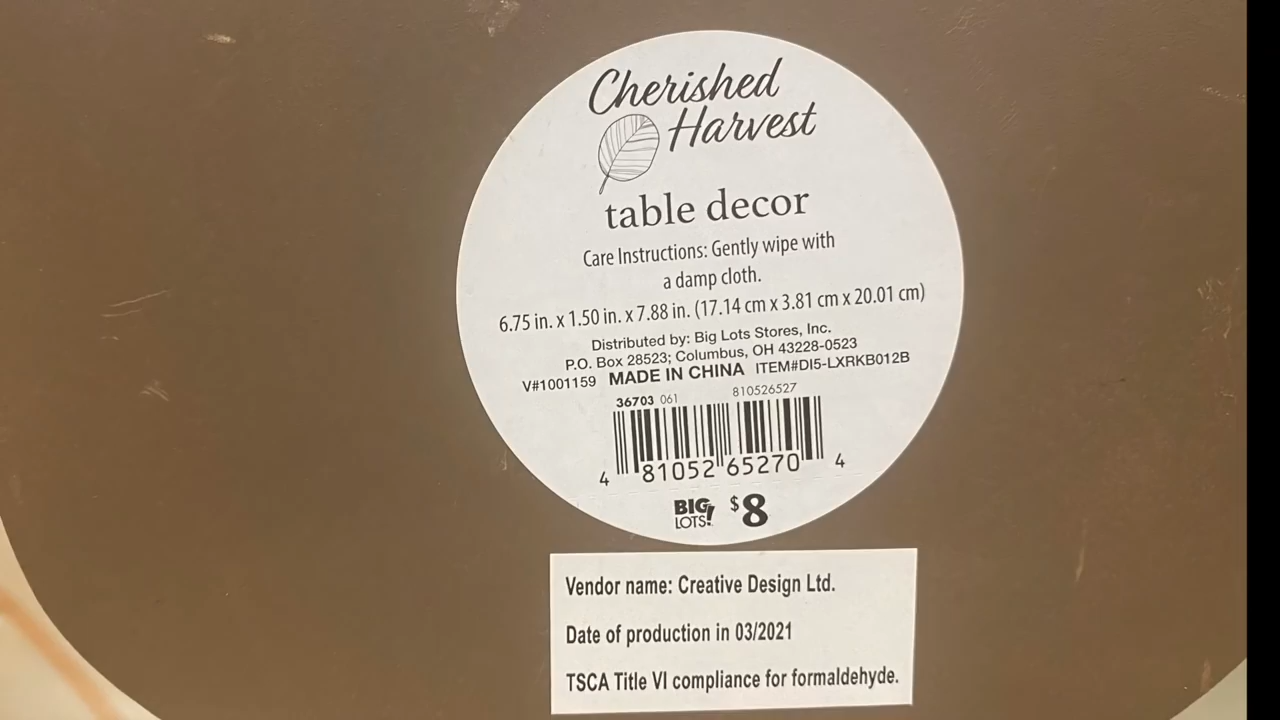 Cherished
Harvest
table decor
Care Instructions: Gently wipe with
a damp cloth.
6.75 in. x 1.50 in. x 7.88 in. (17.14 cm x 3.81 cm x 20.01 cm)
Distributed by: Big Lots Stores, Inc.
P.O. Box 28523; Columbus, OH 43228-0523
V#1001159 MADE IN CHINA ITEM#DI5-LXRKB012B
36703 061 810526527
4 81052 65270 4
BIG LOTS! $8
Vendor name: Creative Design Ltd.
Date of production in 03/2021
TSCA Title VI compliance for formaldehyde.